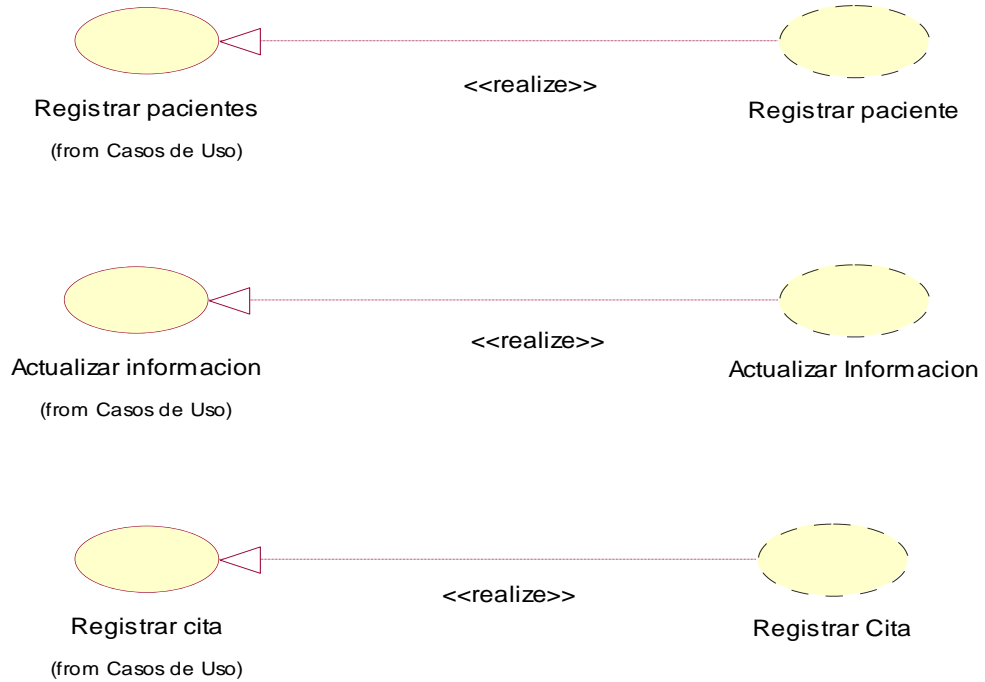 <<realize>>
Registrar pacientes
Registrar paciente
(from Casos de Uso)
<<realize>>
Actualizar informacion
Actualizar Informacion
(from Casos de Uso)
<<realize>>
Registrar cita
Registrar Cita
(from Casos de Uso)